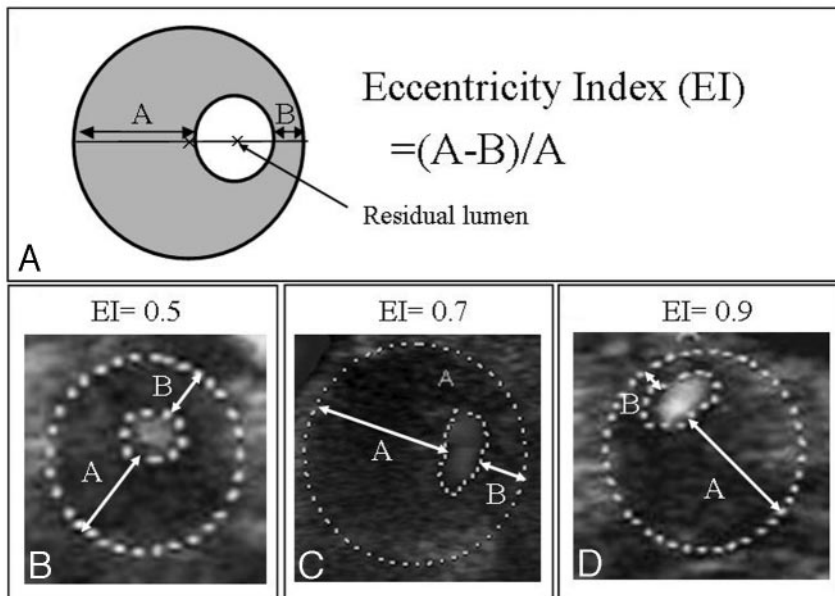 A
B
Eccentricity Index (EI)
=(A-B)/A
Residual lumen
A
EI= 0.5
EI= 0.7
EI= 0.9
B
A
B
A
A
B
C
B
A
D